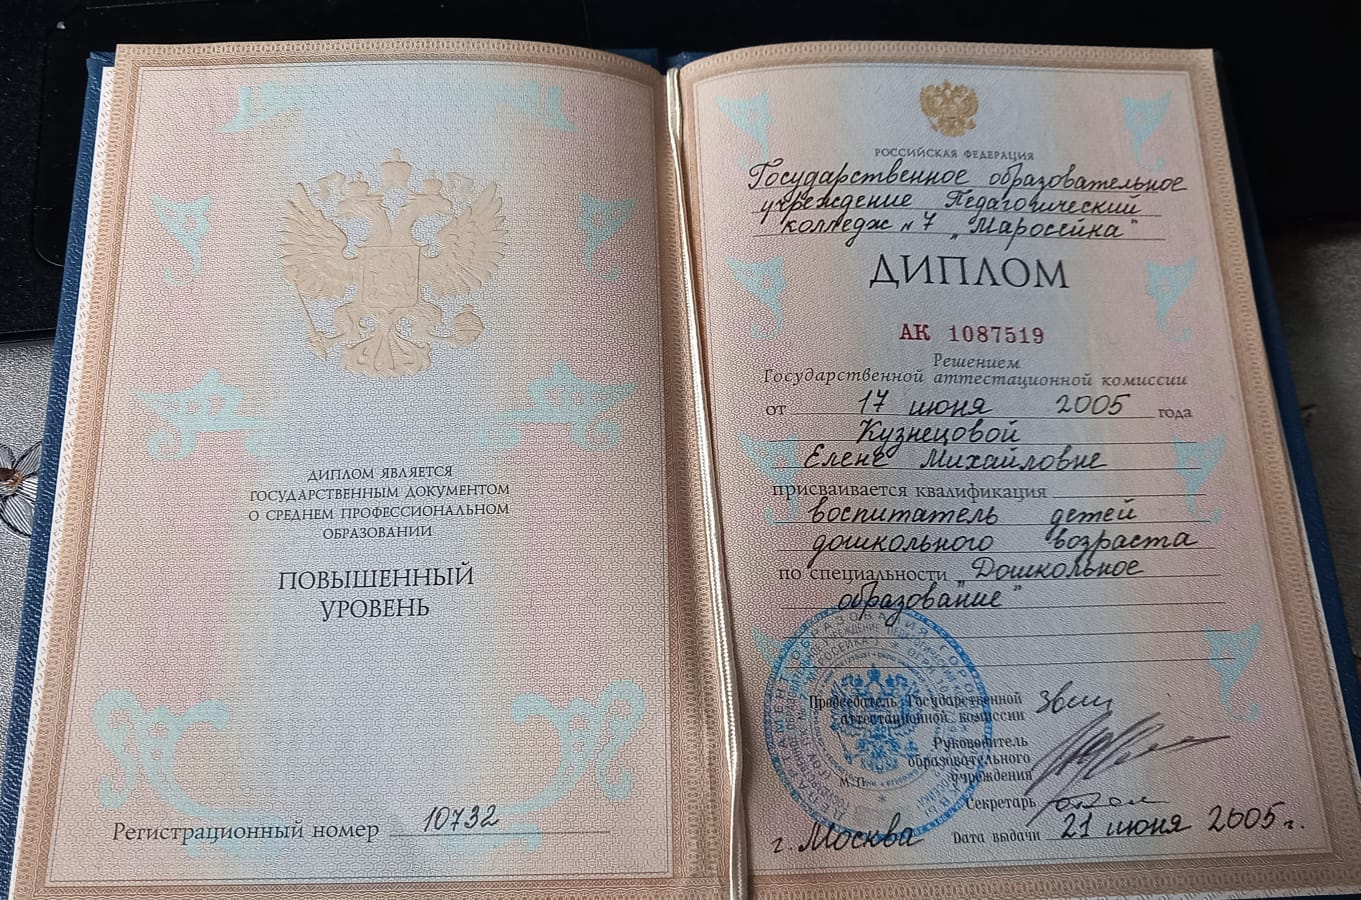 ДИПЛОМ ЯВЛЯЕТСЯ
ГОСУДАРСТВЕННЫМ ДОКУМЕНТОМ
О СРЕДНЕМ ПРОФЕССИОНАЛЬНОМ
ОБРАЗОВАНИИ
ПОВЫШЕННЫЙ
УРОВЕНЬ
Регистрационный номер 10732
РОССИЙСКАЯ ФЕДЕРАЦИЯ
Государственное образовательное
учреждение Педагогический
колледж № 7 „Маросейка"
ДИПЛОМ
АК 1087519
Решением
Государственной аттестационной комиссии
от 17 июня 2005 года
Кузнецовой
Елене Михайловне
присваивается квалификация
воспитатель детей
дошкольного возраста
по специальности „Дошкольное
образование"
Председатель Государственной
аттестационной комиссии
Руководитель
образовательного
учреждения
М.П.
Секретарь
г. Москва Дата выдачи 21 июня 2005 г.